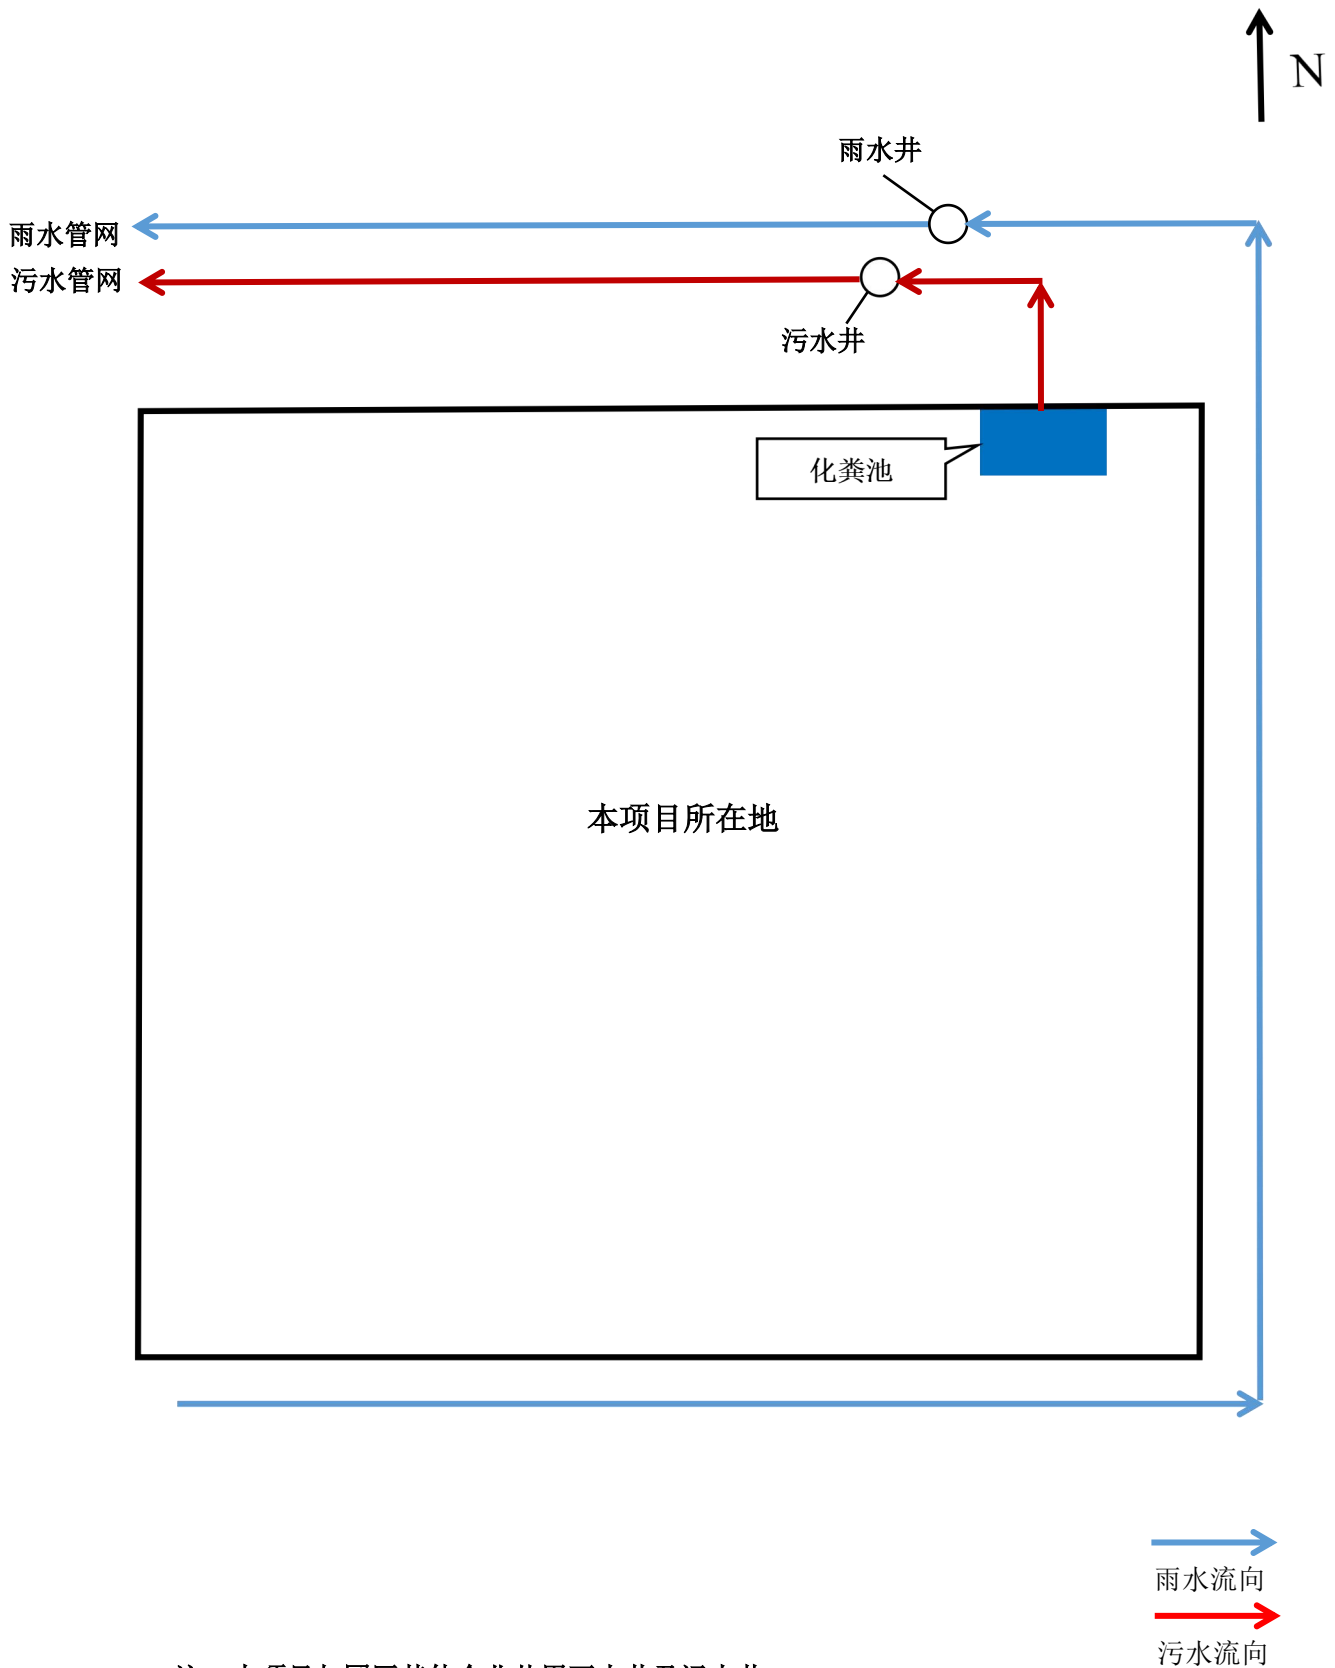 N
雨水井
雨水管网
污水管网
污水井
化粪池
本项目所在地
雨水流向
污水流向